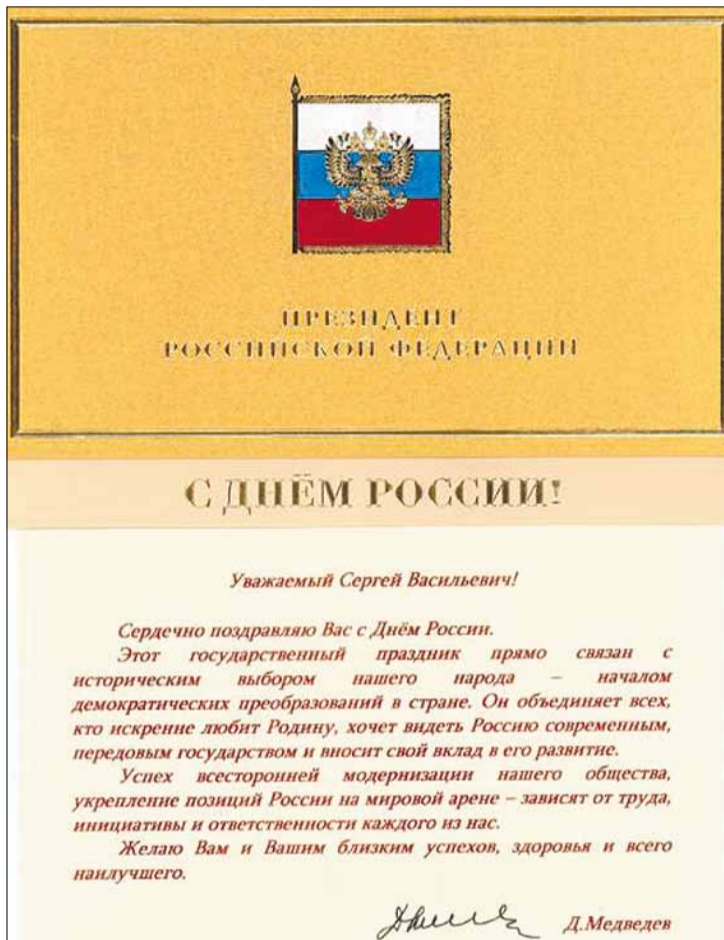 ПРЕЗИДЕНТ
РОССИЙСКОЙ ФЕДЕРАЦИИ
С ДНЁМ РОССИИ!
Уважаемый Сергей Васильевич!
Сердечно поздравляю Вас с Днём России.
Этот государственный праздник прямо связан с
историческим выбором нашего народа – началом
демократических преобразований в стране. Он объединяет всех,
кто искренне любит Родину, хочет видеть Россию современным,
передовым государством и вносит свой вклад в его развитие.
Успех всесторонней модернизации нашего общества,
укрепление позиций России на мировой арене – зависят от труда,
инициативы и ответственности каждого из нас.
Желаю Вам и Вашим близким успехов, здоровья и всего
наилучшего.
Д.Медведев